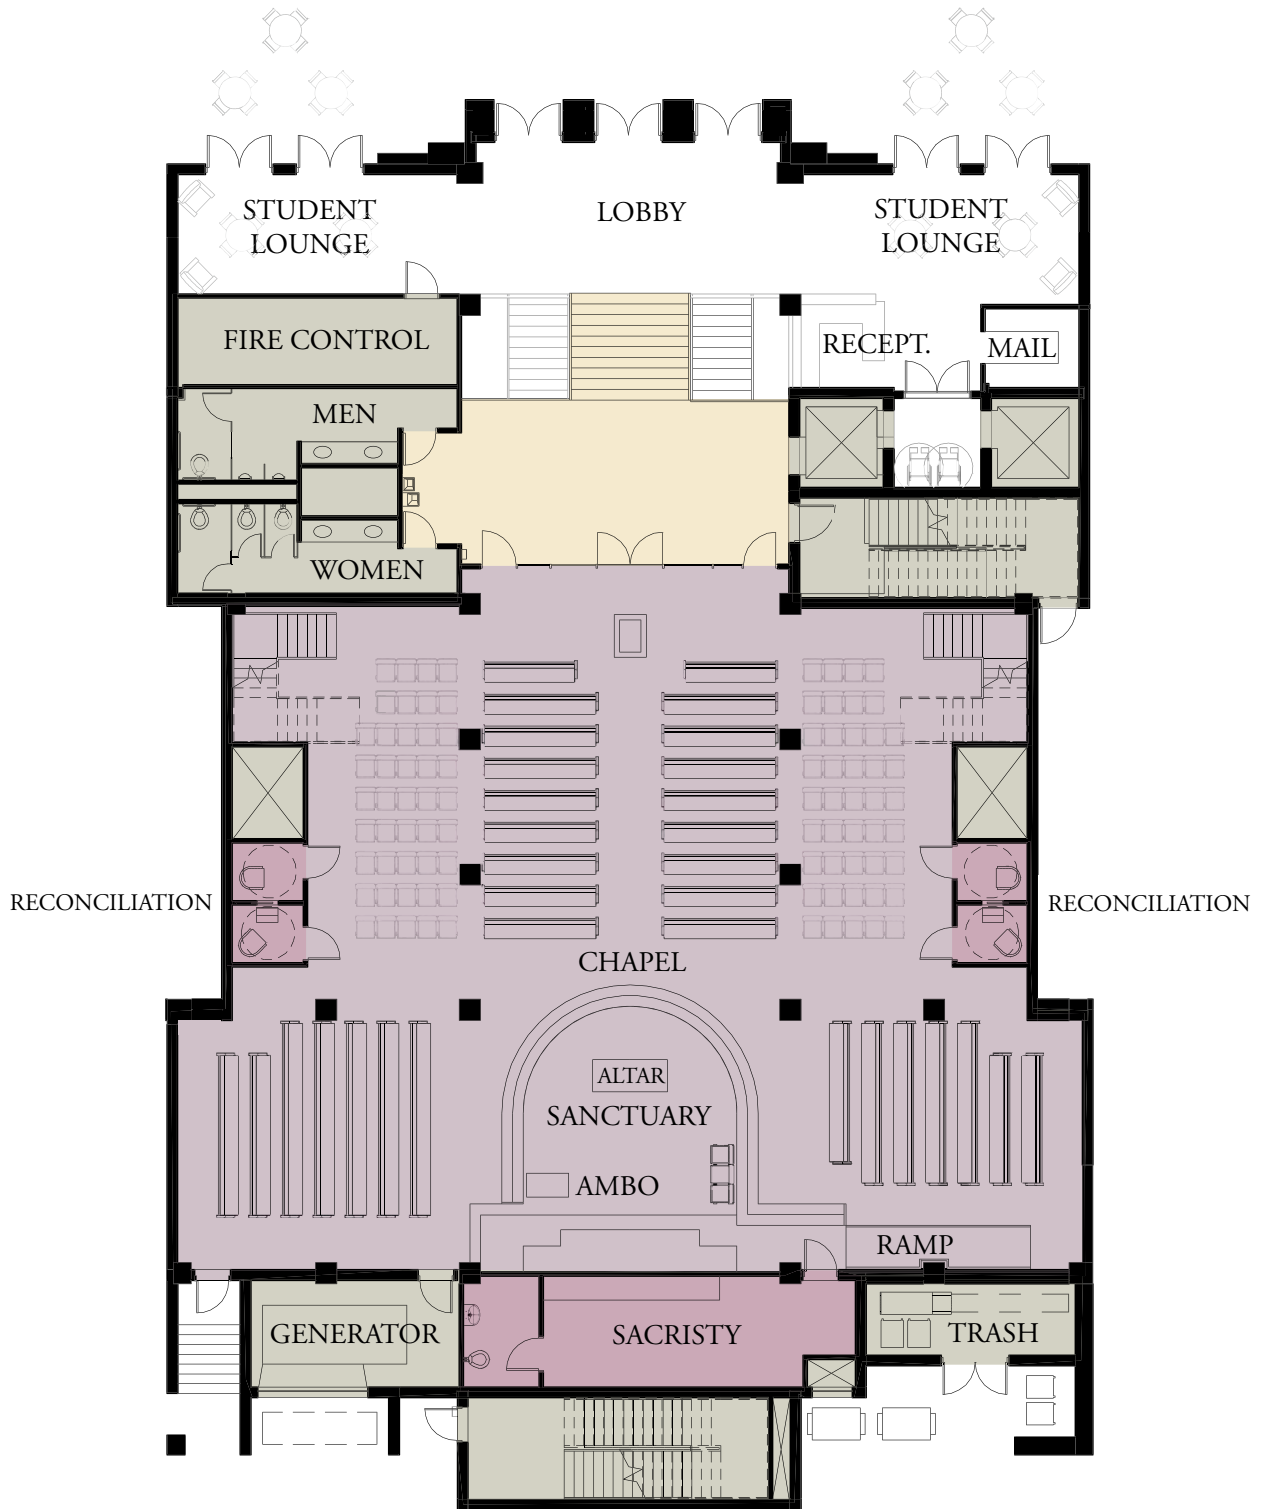 STUDENT
LOUNGE
LOBBY
STUDENT
LOUNGE
FIRE CONTROL
RECEPT.
MAIL
MEN
WOMEN
RECONCILIATION
RECONCILIATION
CHAPEL
ALTAR
SANCTUARY
AMBO
RAMP
GENERATOR
SACRISTY
TRASH